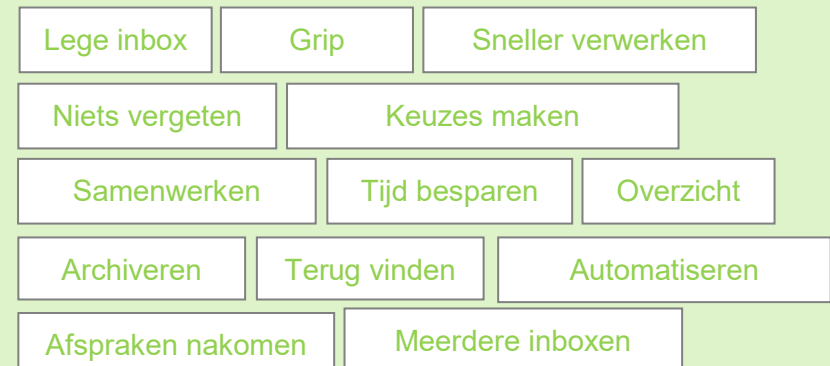 Lege inbox Grip Sneller verwerken
Niets vergeten Keuzes maken
Samenwerken Tijd besparen Overzicht
Archiveren Terug vinden Automatiseren
Afspraken nakomen Meerdere inboxen